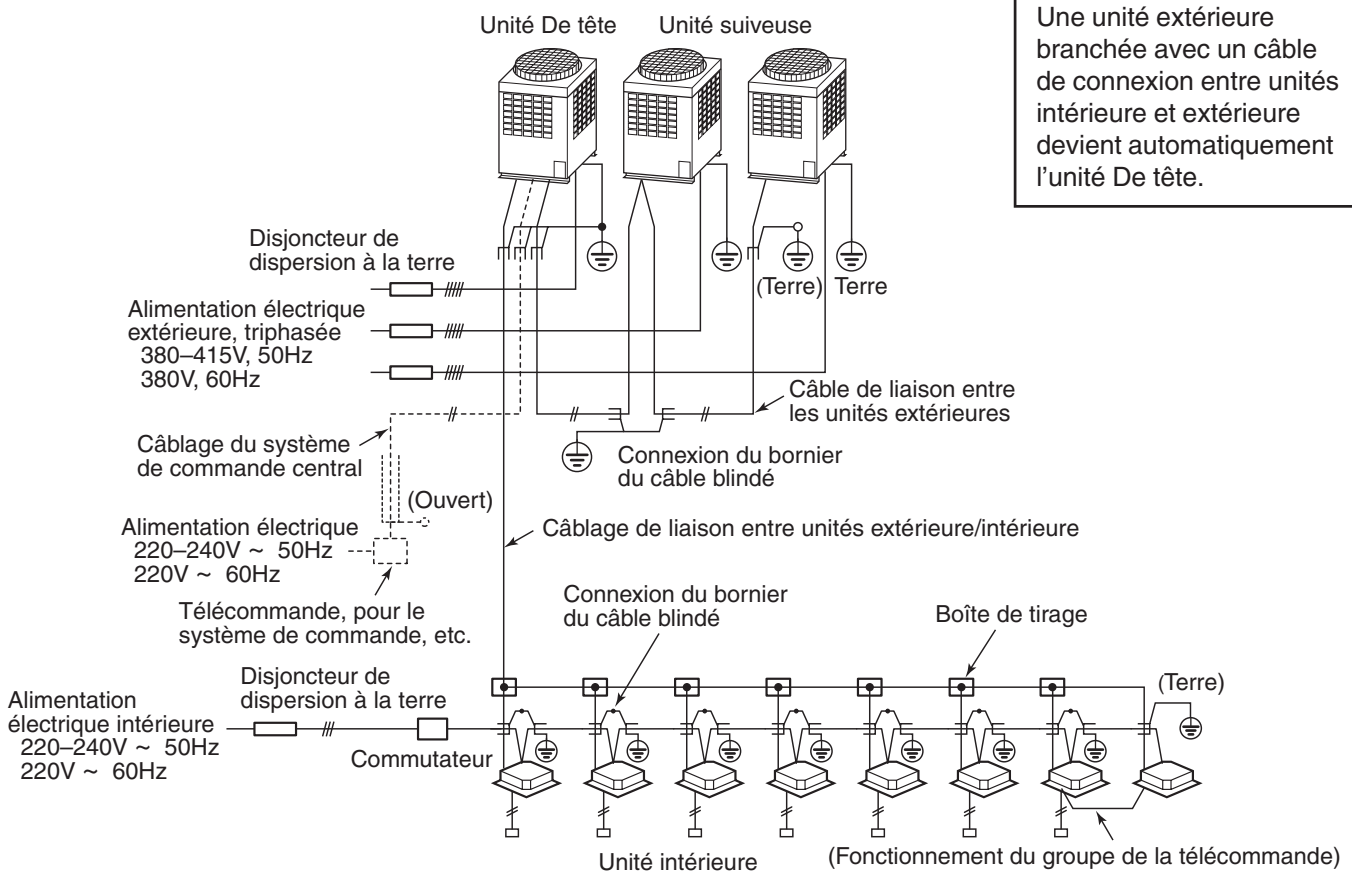 Unité De tête
Unité suiveuse
Une unité extérieure
branchée avec un câble
de connexion entre unités
intérieure et extérieure
devient automatiquement
l'unité De tête.
Disjoncteur de
dispersion à la terre
(Terre)
Terre
Alimentation électrique
extérieure, triphasée
380–415V, 50Hz
380V, 60Hz
Câble de liaison entre
les unités extérieures
Câblage du système
de commande central
Connexion du bornier
du câble blindé
(Ouvert)
Alimentation électrique
220–240V ~ 50Hz
220V ~ 60Hz
Câblage de liaison entre unités extérieure/intérieure
Télécommande, pour le
système de commande, etc.
Connexion du bornier
du câble blindé
Boîte de tirage
Disjoncteur de
dispersion à la terre
(Terre)
Alimentation
électrique intérieure
220–240V ~ 50Hz
220V ~ 60Hz
Commutateur
Unité intérieure
(Fonctionnement du groupe de la télécommande)